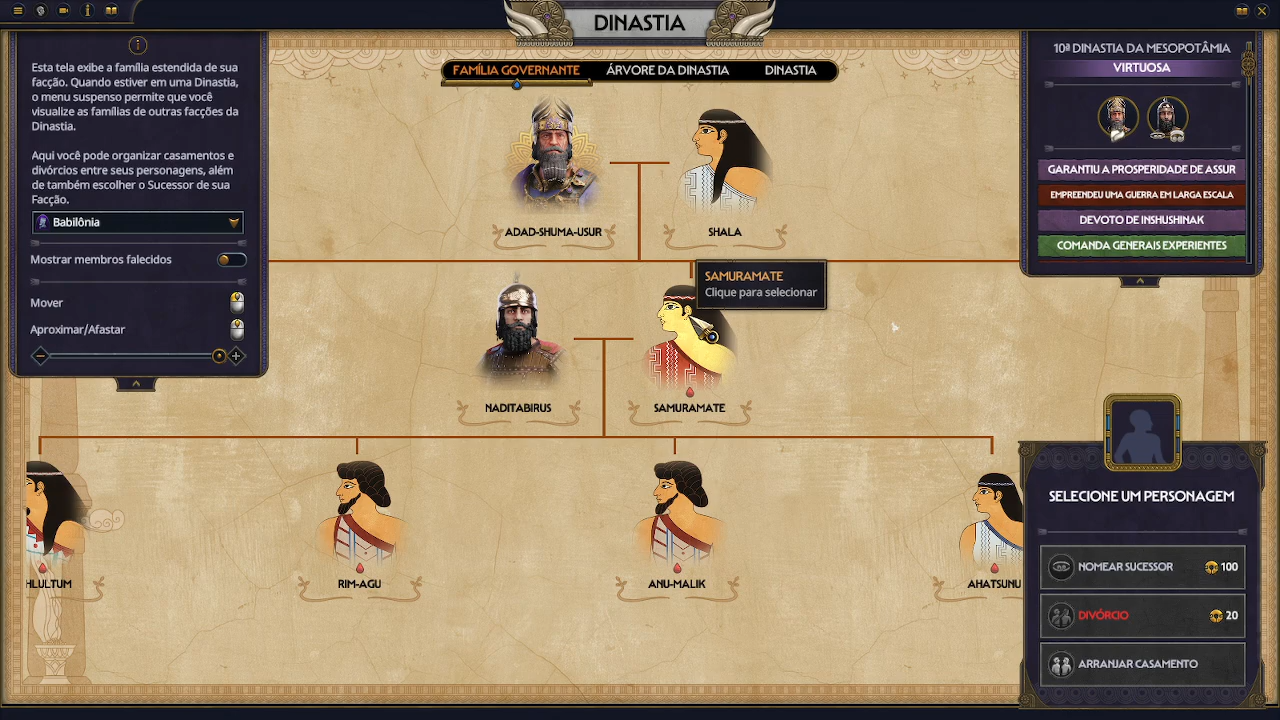 DINASTIA
FAMÍLIA GOVERNANTE
ÁRVORE DA DINASTIA
DINASTIA
Esta tela exibe a família estendida de sua
facção. Quando estiver em uma Dinastia,
o menu suspenso permite que você
visualize as famílias de outras facções da
Dinastia.
Aqui você pode organizar casamentos e
divórcios entre seus personagens, além
de também escolher o Sucessor de sua
Facção.
Babilônia
Mostrar membros falecidos
Mover
Aproximar/Afastar
ADAD-SHUMA-USUR
SHALA
SAMURAMATE
Clique para selecionar
NADITABIRUS
SAMURAMATE
HLULTUM
RIM-AGU
ANU-MALIK
AHATSUNU
10ª DINASTIA DA MESOPOTÂMIA
VIRTUOSA
GARANTIU A PROSPERIDADE DE ASSUR
EMPREENDEU UMA GUERRA EM LARGA ESCALA
DEVOTO DE INSHUSHINAK
COMANDA GENERAIS EXPERIENTES
SELECIONE UM PERSONAGEM
NOMEAR SUCESSOR 100
DIVÓRCIO 20
ARRANJAR CASAMENTO